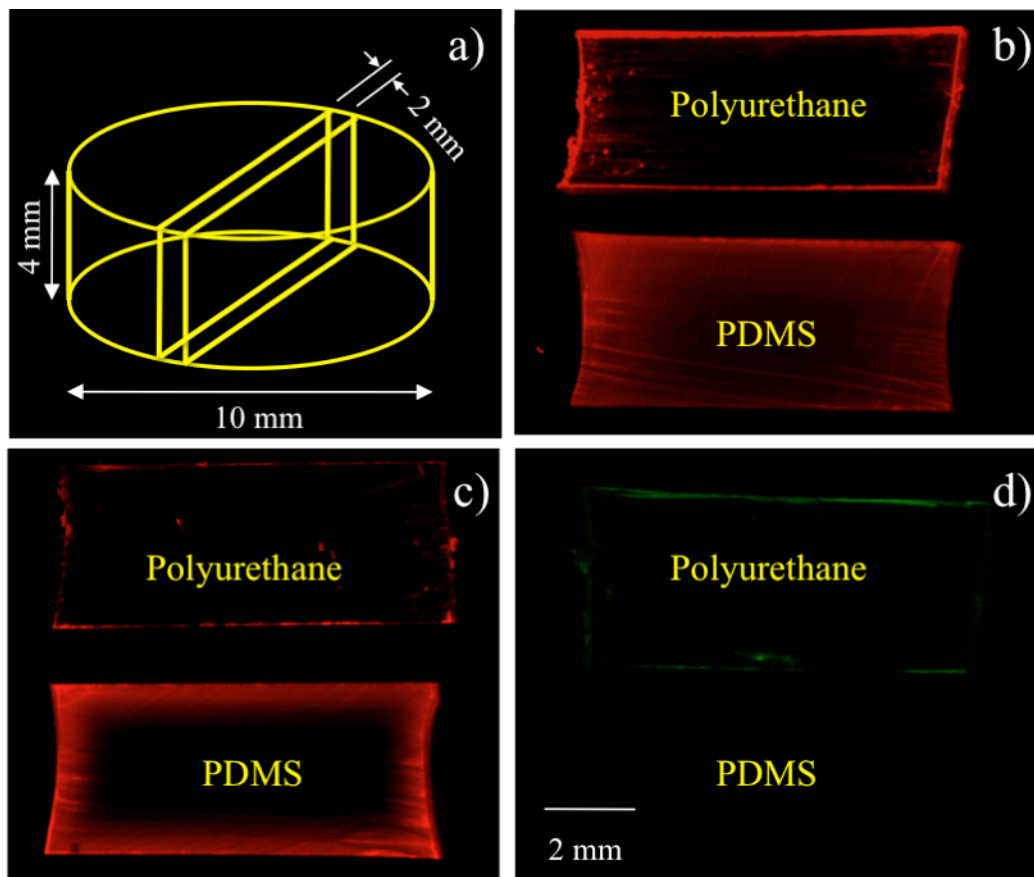 a)
2 mm
4 mm
10 mm
b)
Polyurethane
PDMS
c)
Polyurethane
PDMS
d)
Polyurethane
PDMS
2 mm